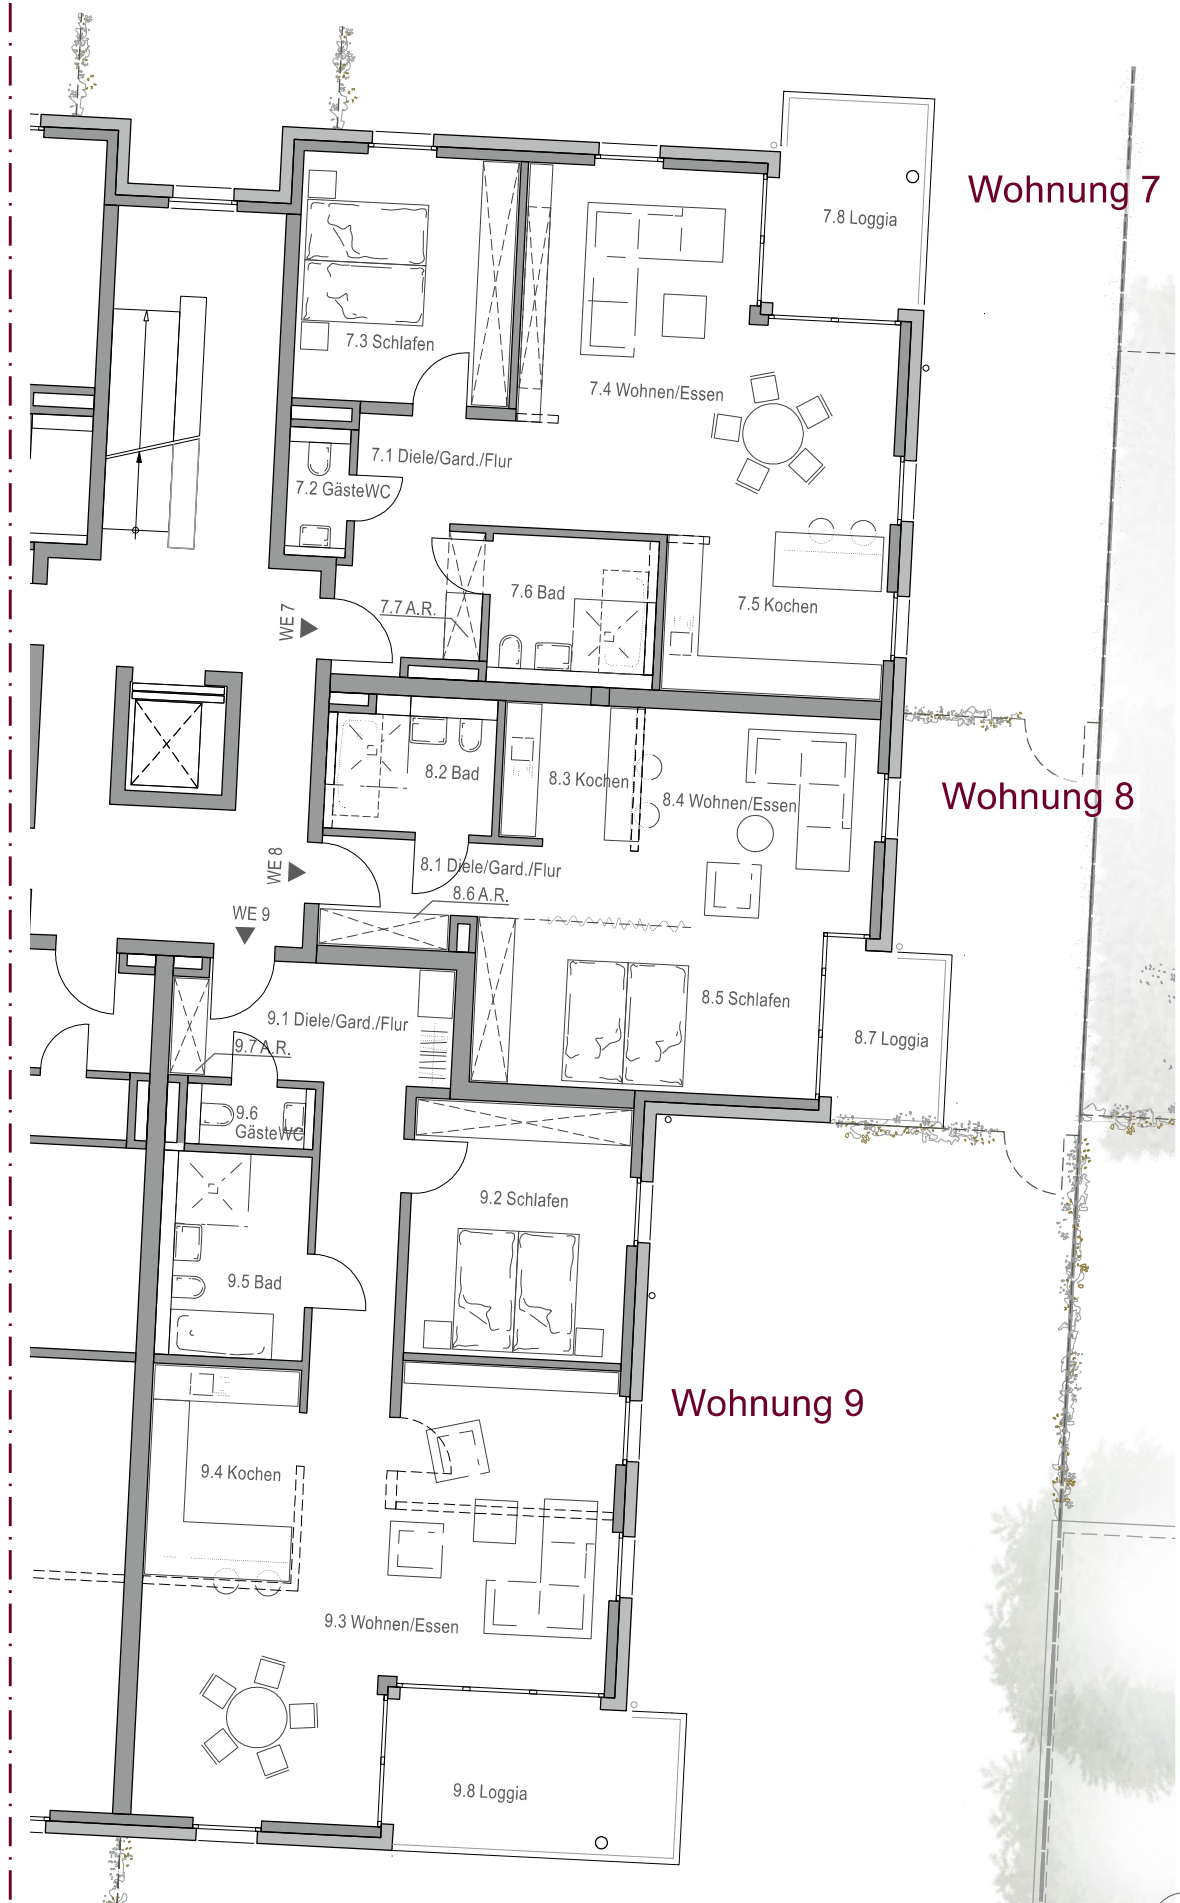 Wohnung 7
7.8 Loggia
7.3 Schlafen
7.4 Wohnen/Essen
7.1 Diele/Gard./Flur
7.2 GästeWC
7.6 Bad
7.7 A.R.
7.5 Kochen
WE 7
8.2 Bad
8.3 Kochen
8.4 Wohnen/Essen
Wohnung 8
WE 8
8.1 Diele/Gard./Flur
8.6 A.R.
WE 9
8.5 Schlafen
8.7 Loggia
9.1 Diele/Gard./Flur
9.7 A.R.
9.6
GästeWC
9.2 Schlafen
9.5 Bad
Wohnung 9
9.4 Kochen
9.3 Wohnen/Essen
9.8 Loggia